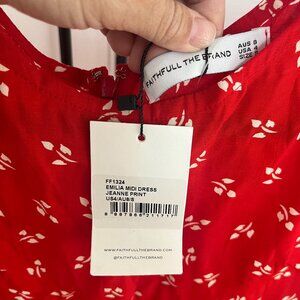 FAITHFULL THE BRAND
AUS 8
USA 4
SIZE S
FF1324
EMILIA MIDI DRESS
JEANNE PRINT
US4/AU8/S
WWW.FAITHFULLTHEBRAND.COM
@FAITHFULLTHEBRAND